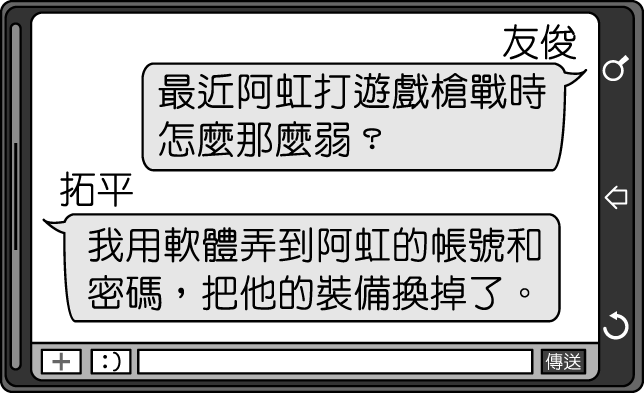 友俊
最近阿虹打遊戲槍戰時
怎麼那麼弱？
拓平
我用軟體弄到阿虹的帳號和
密碼，把他的裝備換掉了。
+
:)
傳送